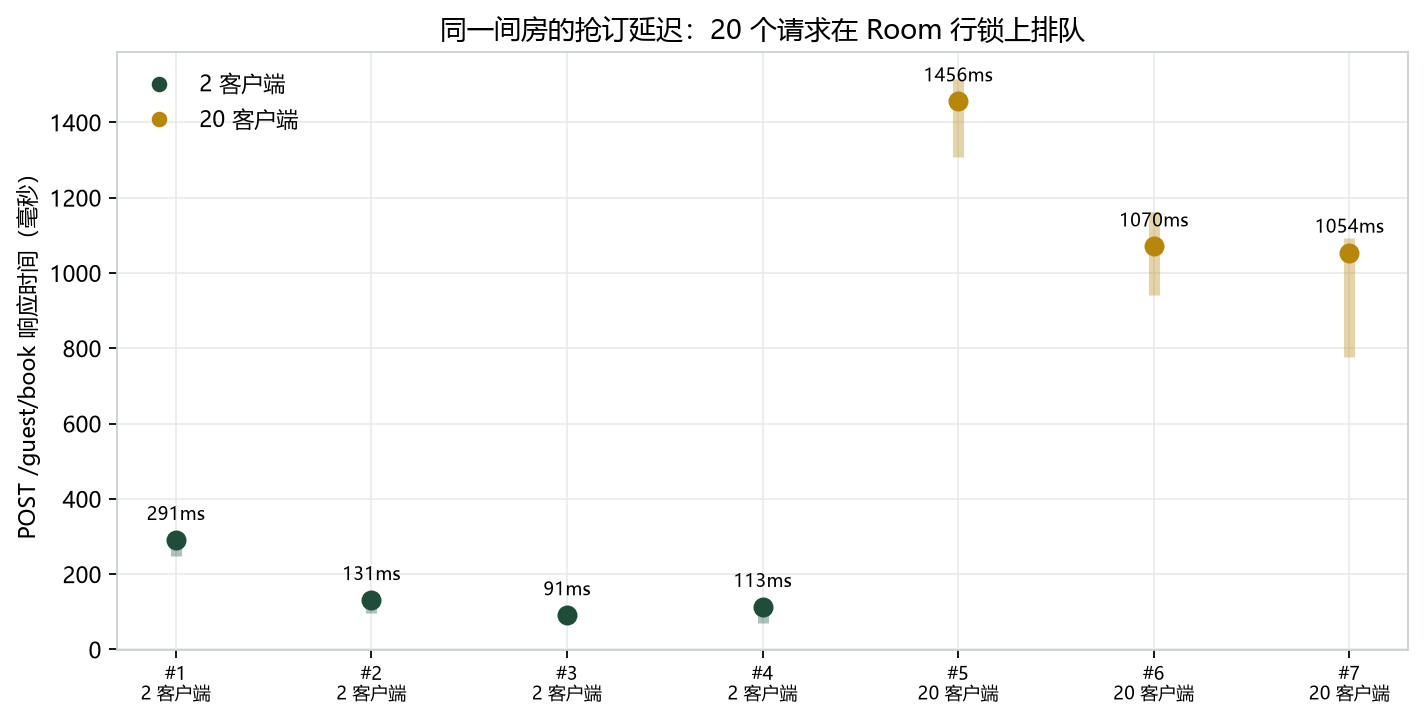 同一间房的抢订延迟：20 个请求在 Room 行锁上排队
2 客户端
20 客户端
POST /guest/book 响应时间（毫秒）
1400
1200
1000
800
600
400
200
0
291ms
131ms
91ms
113ms
1456ms
1070ms
1054ms
#1
2 客户端
#2
2 客户端
#3
2 客户端
#4
2 客户端
#5
20 客户端
#6
20 客户端
#7
20 客户端